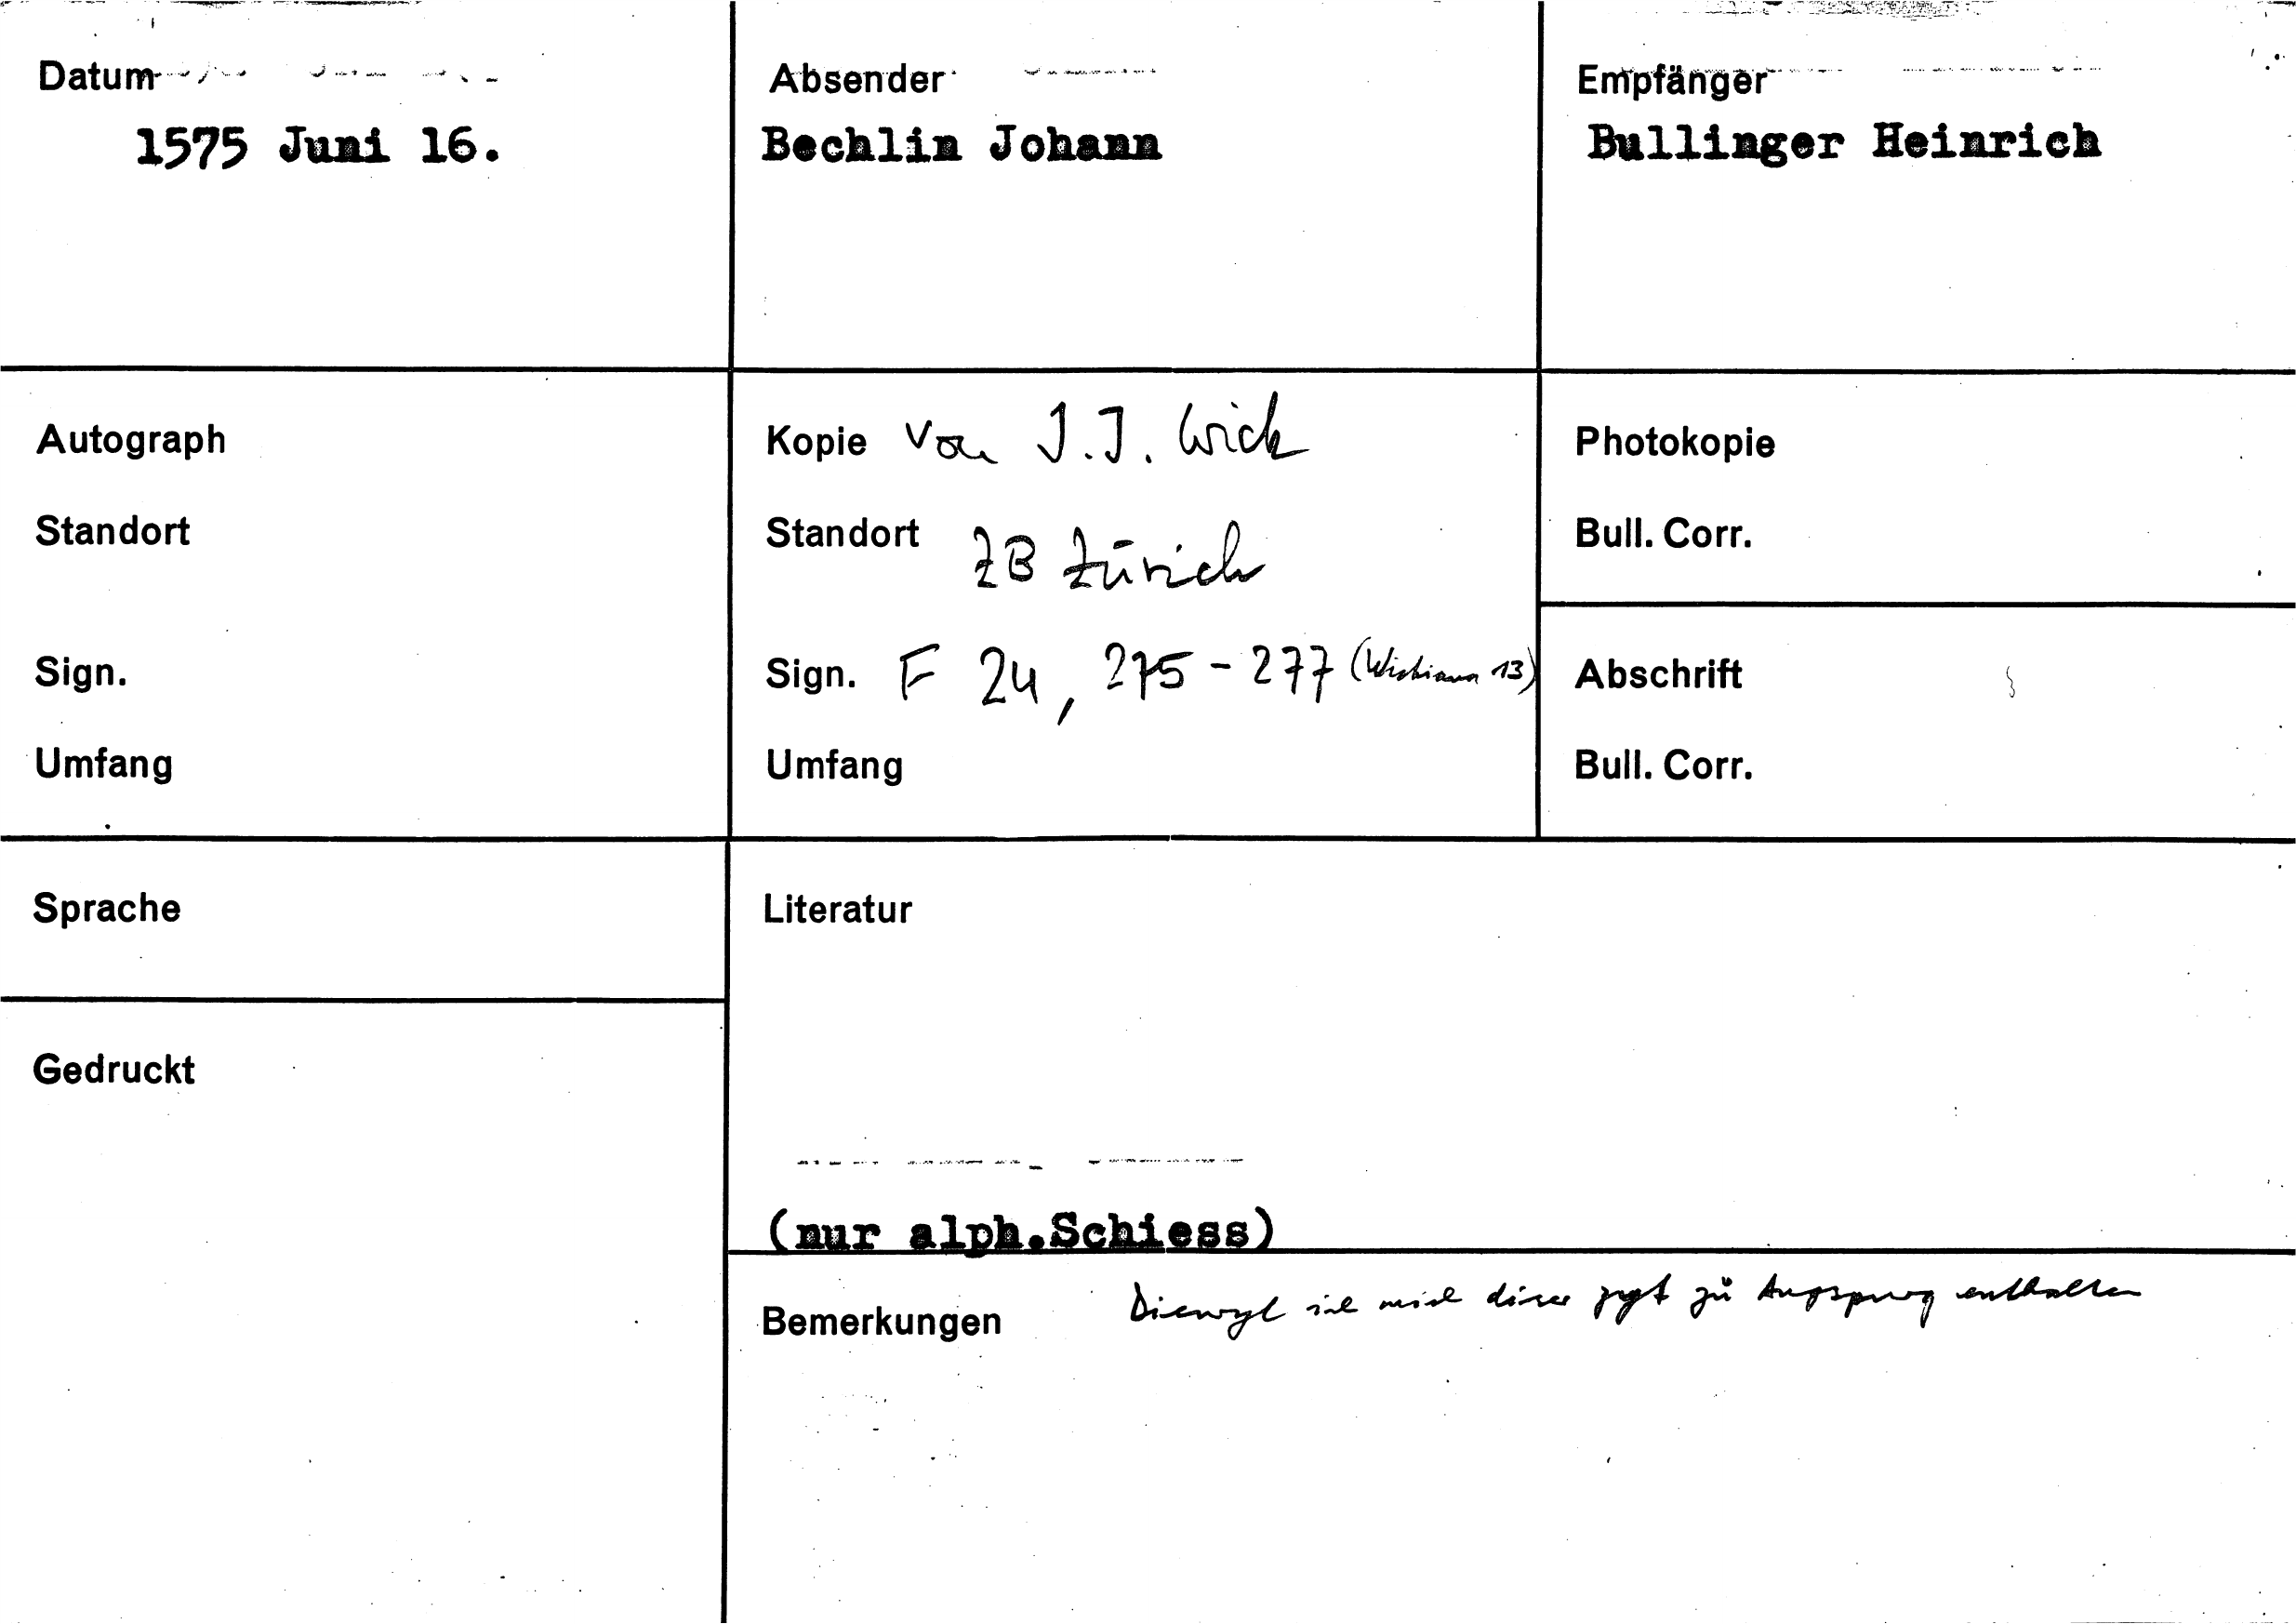 Datum
1575 Juni 16.
Absender
Bechlin Johann
Empfänger
Bullinger Heinrich
Autograph
Standort
Sign.
Umfang
Kopie von J.J. Wick
Standort ZB Zürich
Sign. F 24, 275-277 (Wickiana 13)
Umfang
Photokopie
Bull. Corr.
Abschrift
Bull. Corr.
Sprache
Gedruckt
Literatur
(nur alph.Schiess)
Bemerkungen Diewyl ich mich diser zyt zů Augspurg enthalten